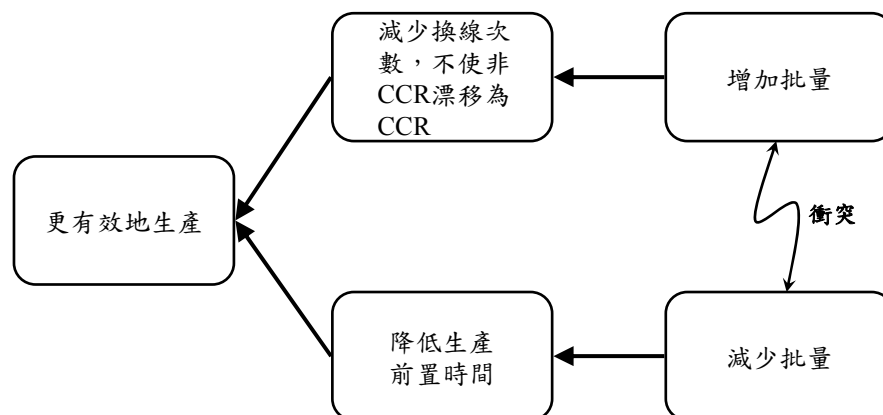 減少換線次
數，不使非
CCR漂移為
CCR
增加批量
更有效地生產
衝突
降低生產
前置時間
減少批量